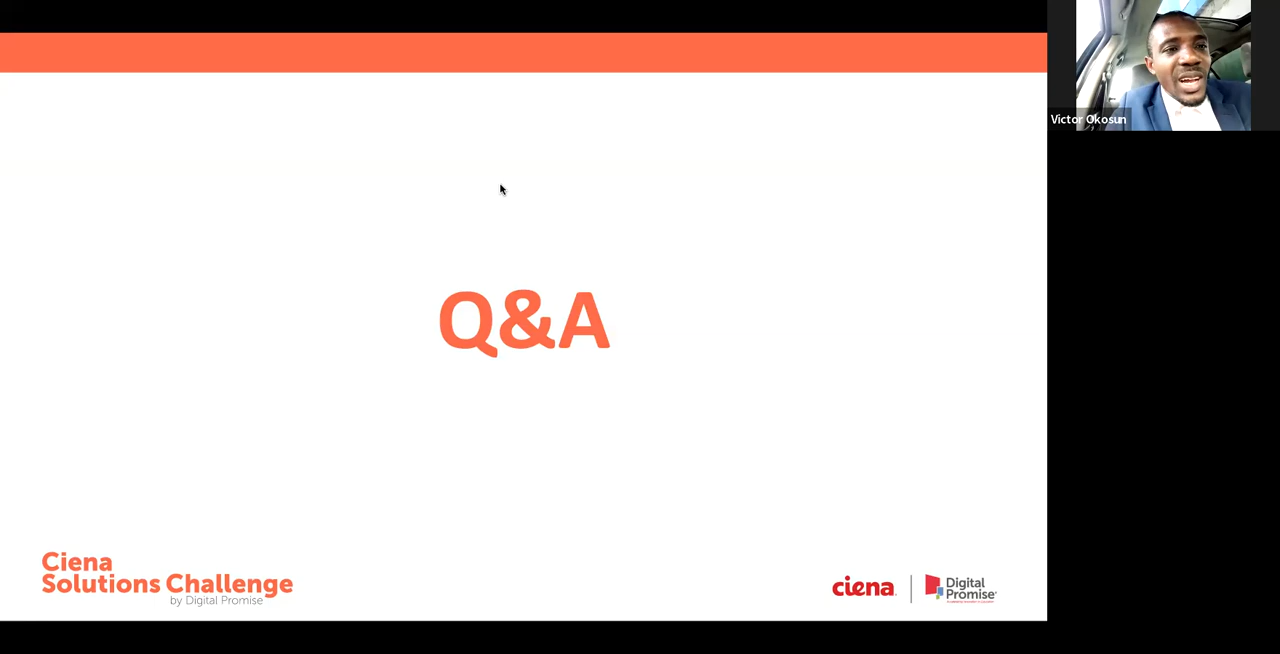 Victor Okosun
Q&A
Ciena
Solutions Challenge
by Digital Promise
ciena
Digital
Promise